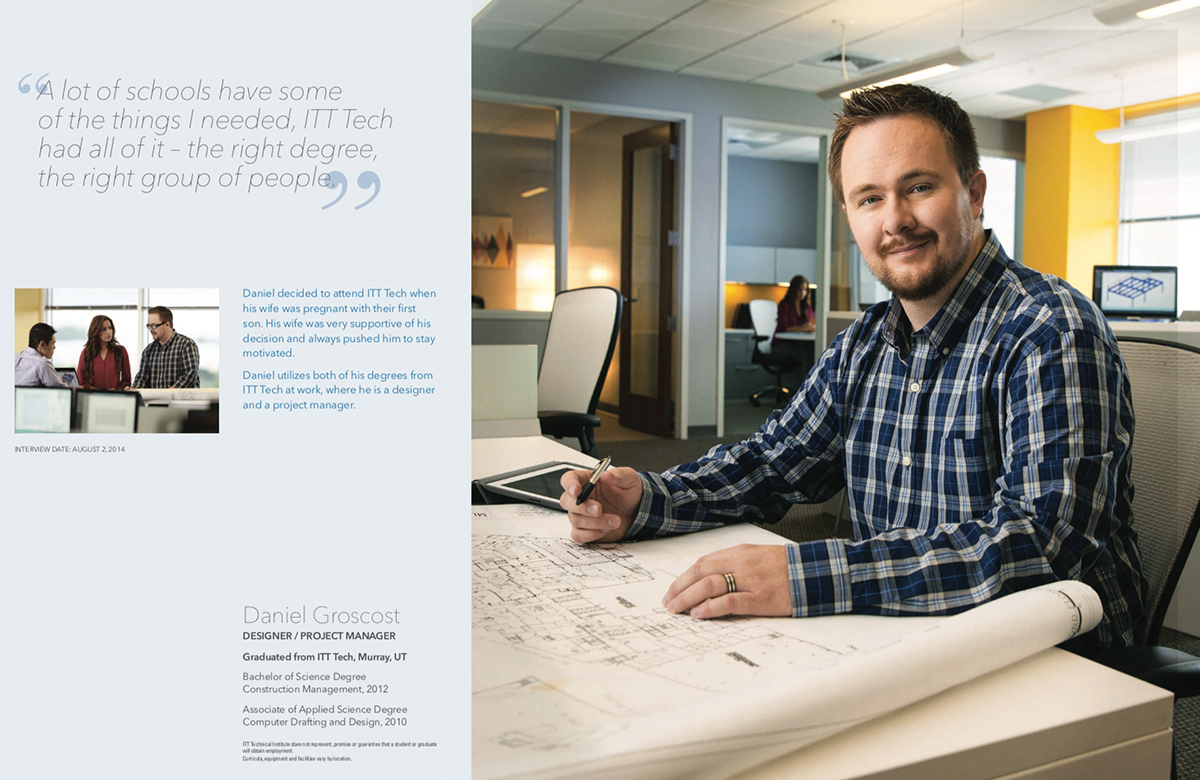 “A lot of schools have some
of the things I needed, ITT Tech
had all of it – the right degree,
the right group of people.”
Daniel decided to attend ITT Tech when
his wife was pregnant with their first
son. His wife was very supportive of his
decision and always pushed him to stay
motivated.
Daniel utilizes both of his degrees from
ITT Tech at work, where he is a designer
and a project manager.
INTERVIEW DATE: AUGUST 2, 2014
Daniel Groscost
DESIGNER / PROJECT MANAGER
Graduated from ITT Tech, Murray, UT
Bachelor of Science Degree
Construction Management, 2012
Associate of Applied Science Degree
Computer Drafting and Design, 2010
ITT Technical Institute does not represent, promise or guarantee that a student or graduate
will obtain employment.
Curricula, equipment and facilities vary by location.